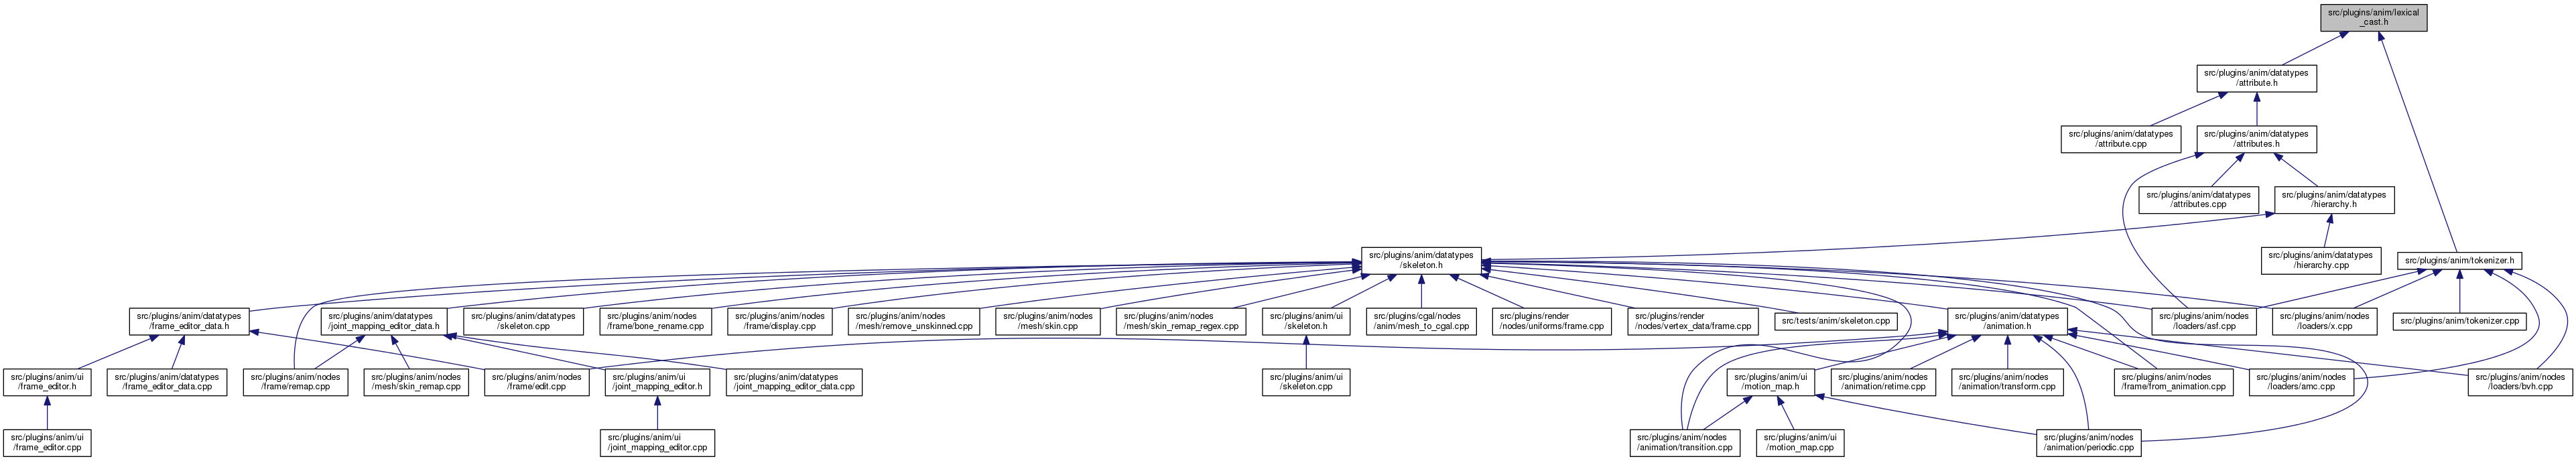 src/plugins/anim/lexical
_cast.h
src/plugins/anim/datatypes
/attribute.h
src/plugins/anim/datatypes
/attribute.cpp
src/plugins/anim/datatypes
/attributes.h
src/plugins/anim/datatypes
/attributes.cpp
src/plugins/anim/datatypes
/hierarchy.h
src/plugins/anim/datatypes
/skeleton.h
src/plugins/anim/datatypes
/hierarchy.cpp
src/plugins/anim/tokenizer.h
src/plugins/anim/datatypes
/frame_editor_data.h
src/plugins/anim/datatypes
/joint_mapping_editor_data.h
src/plugins/anim/datatypes
/skeleton.cpp
src/plugins/anim/nodes
/frame/bone_rename.cpp
src/plugins/anim/nodes
/frame/display.cpp
src/plugins/anim/nodes
/mesh/remove_unskinned.cpp
src/plugins/anim/nodes
/mesh/skin.cpp
src/plugins/anim/nodes
/mesh/skin_remap_regex.cpp
src/plugins/anim/ui
/skeleton.h
src/plugins/cgal/nodes
/anim/mesh_to_cgal.cpp
src/plugins/render
/nodes/uniforms/frame.cpp
src/plugins/render
/nodes/vertex_data/frame.cpp
src/tests/anim/skeleton.cpp
src/plugins/anim/datatypes
/animation.h
src/plugins/anim/nodes
/loaders/asf.cpp
src/plugins/anim/nodes
/loaders/x.cpp
src/plugins/anim/tokenizer.cpp
src/plugins/anim/ui
/frame_editor.h
src/plugins/anim/datatypes
/frame_editor_data.cpp
src/plugins/anim/nodes
/frame/remap.cpp
src/plugins/anim/nodes
/mesh/skin_remap.cpp
src/plugins/anim/nodes
/frame/edit.cpp
src/plugins/anim/ui
/joint_mapping_editor.h
src/plugins/anim/datatypes
/joint_mapping_editor_data.cpp
src/plugins/anim/ui
/skeleton.cpp
src/plugins/anim/ui
/motion_map.h
src/plugins/anim/nodes
/animation/retime.cpp
src/plugins/anim/nodes
/animation/transform.cpp
src/plugins/anim/nodes
/frame/from_animation.cpp
src/plugins/anim/nodes
/loaders/amc.cpp
src/plugins/anim/nodes
/loaders/bvh.cpp
src/plugins/anim/ui
/frame_editor.cpp
src/plugins/anim/ui
/joint_mapping_editor.cpp
src/plugins/anim/nodes
/animation/transition.cpp
src/plugins/anim/ui
/motion_map.cpp
src/plugins/anim/nodes
/animation/periodic.cpp